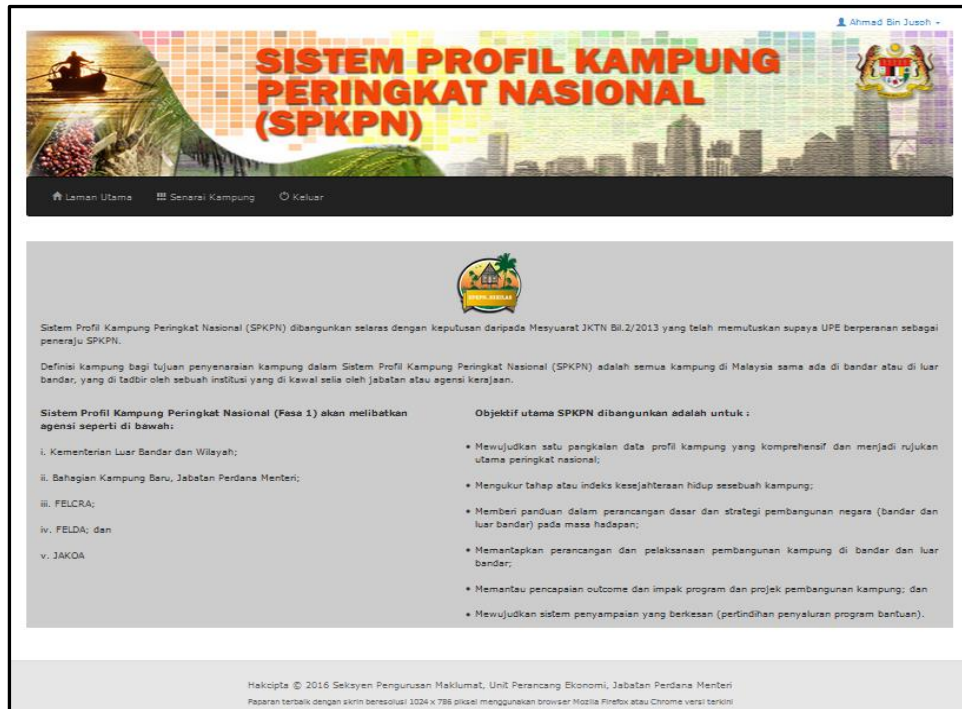 Ahmad Bin Jusoh
SISTEM PROFIL KAMPUNG
PERINGKAT NASIONAL
(SPKPN)
Laman Utama Senarai Kampung Keluar
Sistem Profil Kampung Peringkat Nasional (SPKPN) dibangunkan selaras dengan keputusan daripada Mesyuarat JKTN Bil.2/2013 yang telah memutuskan supaya UPE berperanan sebagai
peneraju SPKPN.
Definisi kampung bagi tujuan penyenaraian kampung dalam Sistem Profil Kampung Peringkat Nasional (SPKPN) adalah semua kampung di Malaysia sama ada di bandar atau di luar
bandar, yang di tadbir oleh sebuah institusi yang di kawal selia oleh jabatan atau agensi kerajaan.
Sistem Profil Kampung Peringkat Nasional (Fasa 1) akan melibatkan
agensi seperti di bawah:
i. Kementerian Luar Bandar dan Wilayah;
ii. Bahagian Kampung Baru, Jabatan Perdana Menteri;
iii. FELCRA;
iv. FELDA; dan
v. JAKOA
Objektif utama SPKPN dibangunkan adalah untuk :
• Mewujudkan satu pangkalan data profil kampung yang komprehensif dan menjadi rujukan
utama peringkat nasional;
• Mengukur tahap atau indeks kesejahteraan hidup sesebuah kampung;
• Memberi panduan dalam perancangan dasar dan strategi pembangunan negara (bandar dan
luar bandar) pada masa hadapan;
• Memantapkan perancangan dan pelaksanaan pembangunan kampung di bandar dan luar
bandar;
• Memantau pencapaian outcome dan impak program dan projek pembangunan kampung; dan
• Mewujudkan sistem penyampaian yang berkesan (pertindihan penyaluran program bantuan).
Hakcipta © 2016 Seksyen Pengurusan Maklumat, Unit Perancang Ekonomi, Jabatan Perdana Menteri
Paparan terbaik dengan skrin beresolusi 1024 x 786 piksel menggunakan browser Mozila Firefox atau Chrome versi terkini